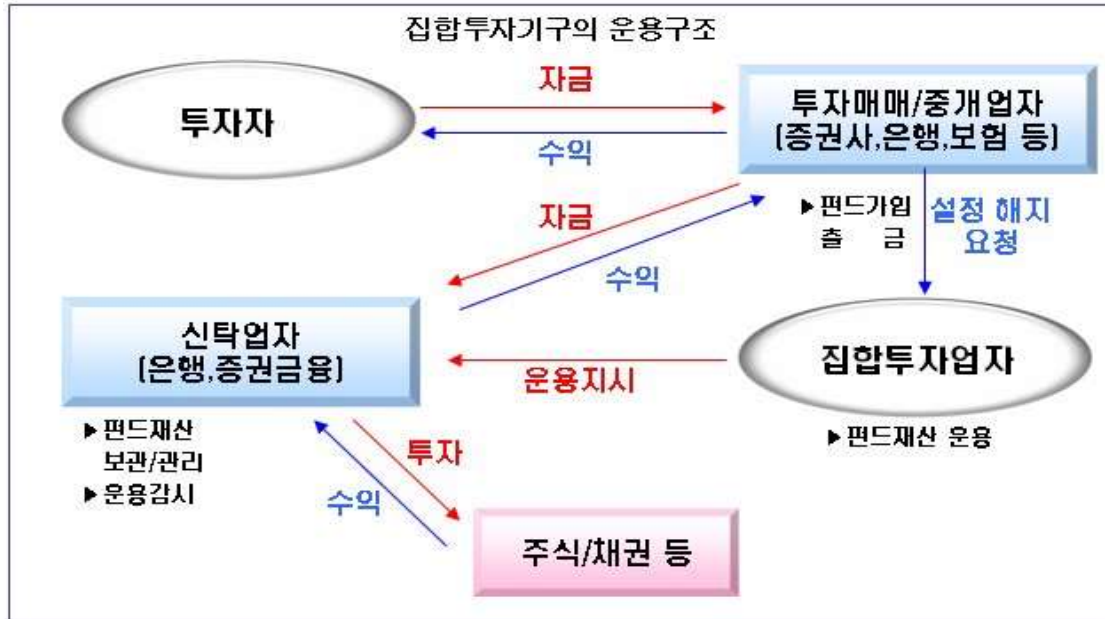 집합투자기구의 운용구조
투자자
자금
수익
투자매매/중개업자
(증권사,은행,보험 등)
자금
수익
▶펀드가입
출 금
설정 해지
요청
신탁업자
(은행,증권금융)
운용지시
집합투자업자
▶펀드재산
보관/관리
▶운용감시
▶펀드재산 운용
투자
수익
주식/채권 등